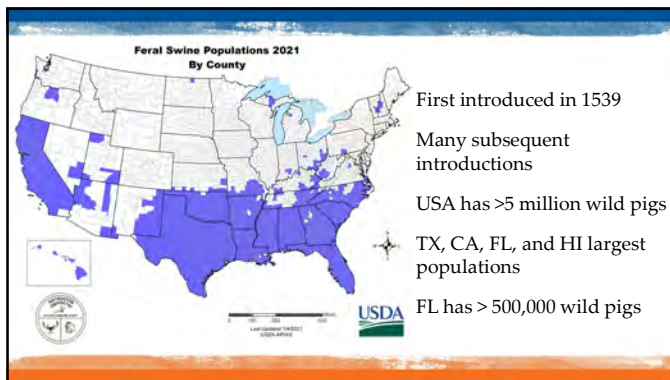 Feral Swine Populations 2021
By County
First introduced in 1539
Many subsequent
introductions
USA has >5 million wild pigs
TX, CA, FL, and HI largest
populations
FL has > 500,000 wild pigs
USDA